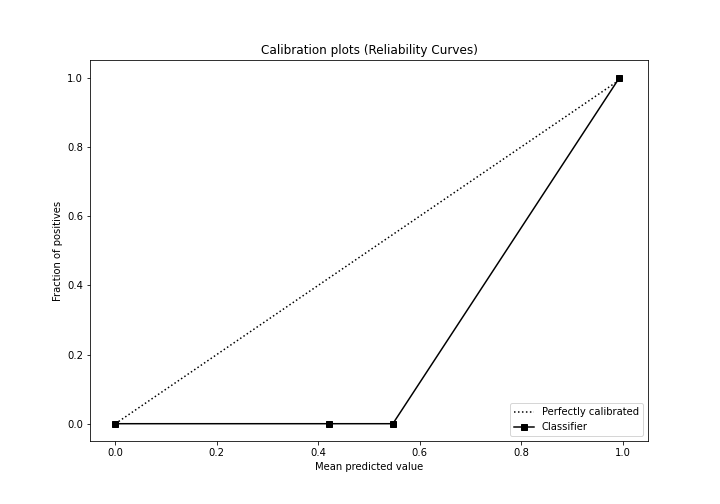 Calibration plots (Reliability Curves)
1.0
0.8
0.6
0.4
0.2
0.0
Fraction of positives
Perfectly calibrated
Classifier
0.0 0.2 0.4 0.6 0.8 1.0
Mean predicted value